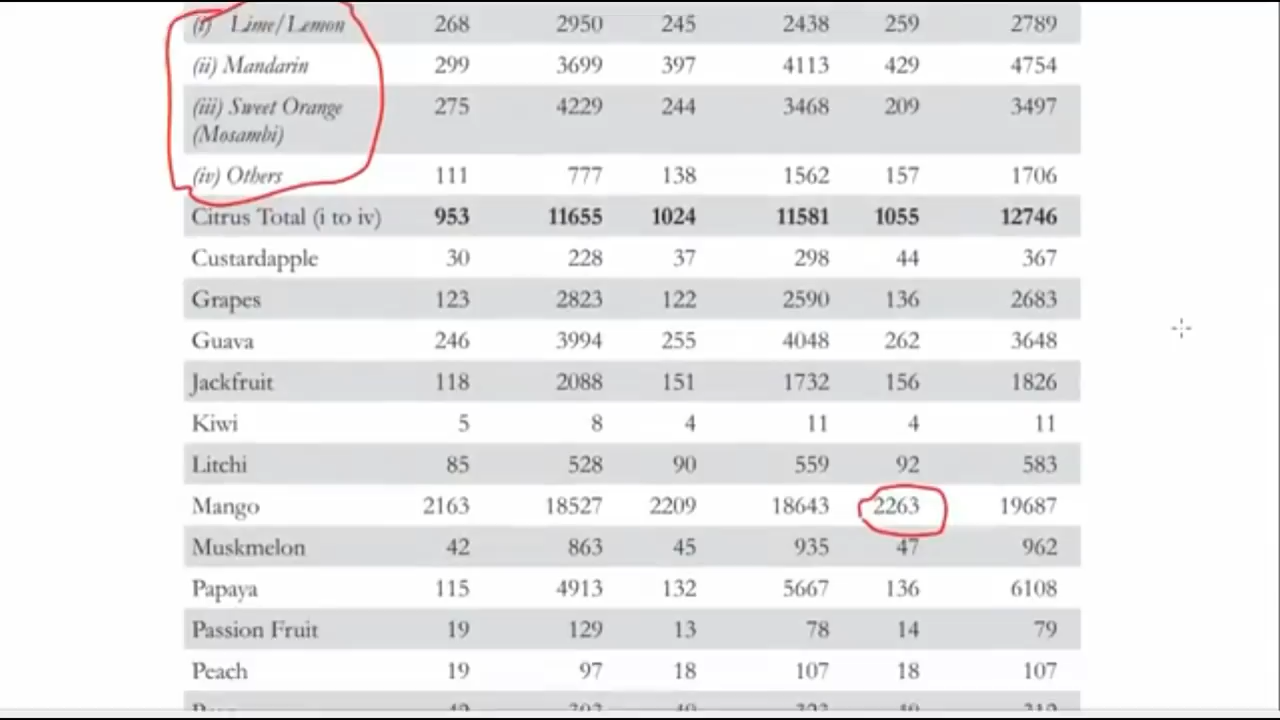 (i) Lime/Lemon 268 2950 245 2438 259 2789
(ii) Mandarin 299 3699 397 4113 429 4754
(iii) Sweet Orange 275 4229 244 3468 209 3497
(Mosambi)
(iv) Others 111 777 138 1562 157 1706
Citrus Total (i to iv) 953 11655 1024 11581 1055 12746
Custardapple 30 228 37 298 44 367
Grapes 123 2823 122 2590 136 2683
Guava 246 3994 255 4048 262 3648
Jackfruit 118 2088 151 1732 156 1826
Kiwi 5 8 4 11 4 11
Litchi 85 528 90 559 92 583
Mango 2163 18527 2209 18643 2263 19687
Muskmelon 42 863 45 935 47 962
Papaya 115 4913 132 5667 136 6108
Passion Fruit 19 129 13 78 14 79
Peach 19 97 18 107 18 107